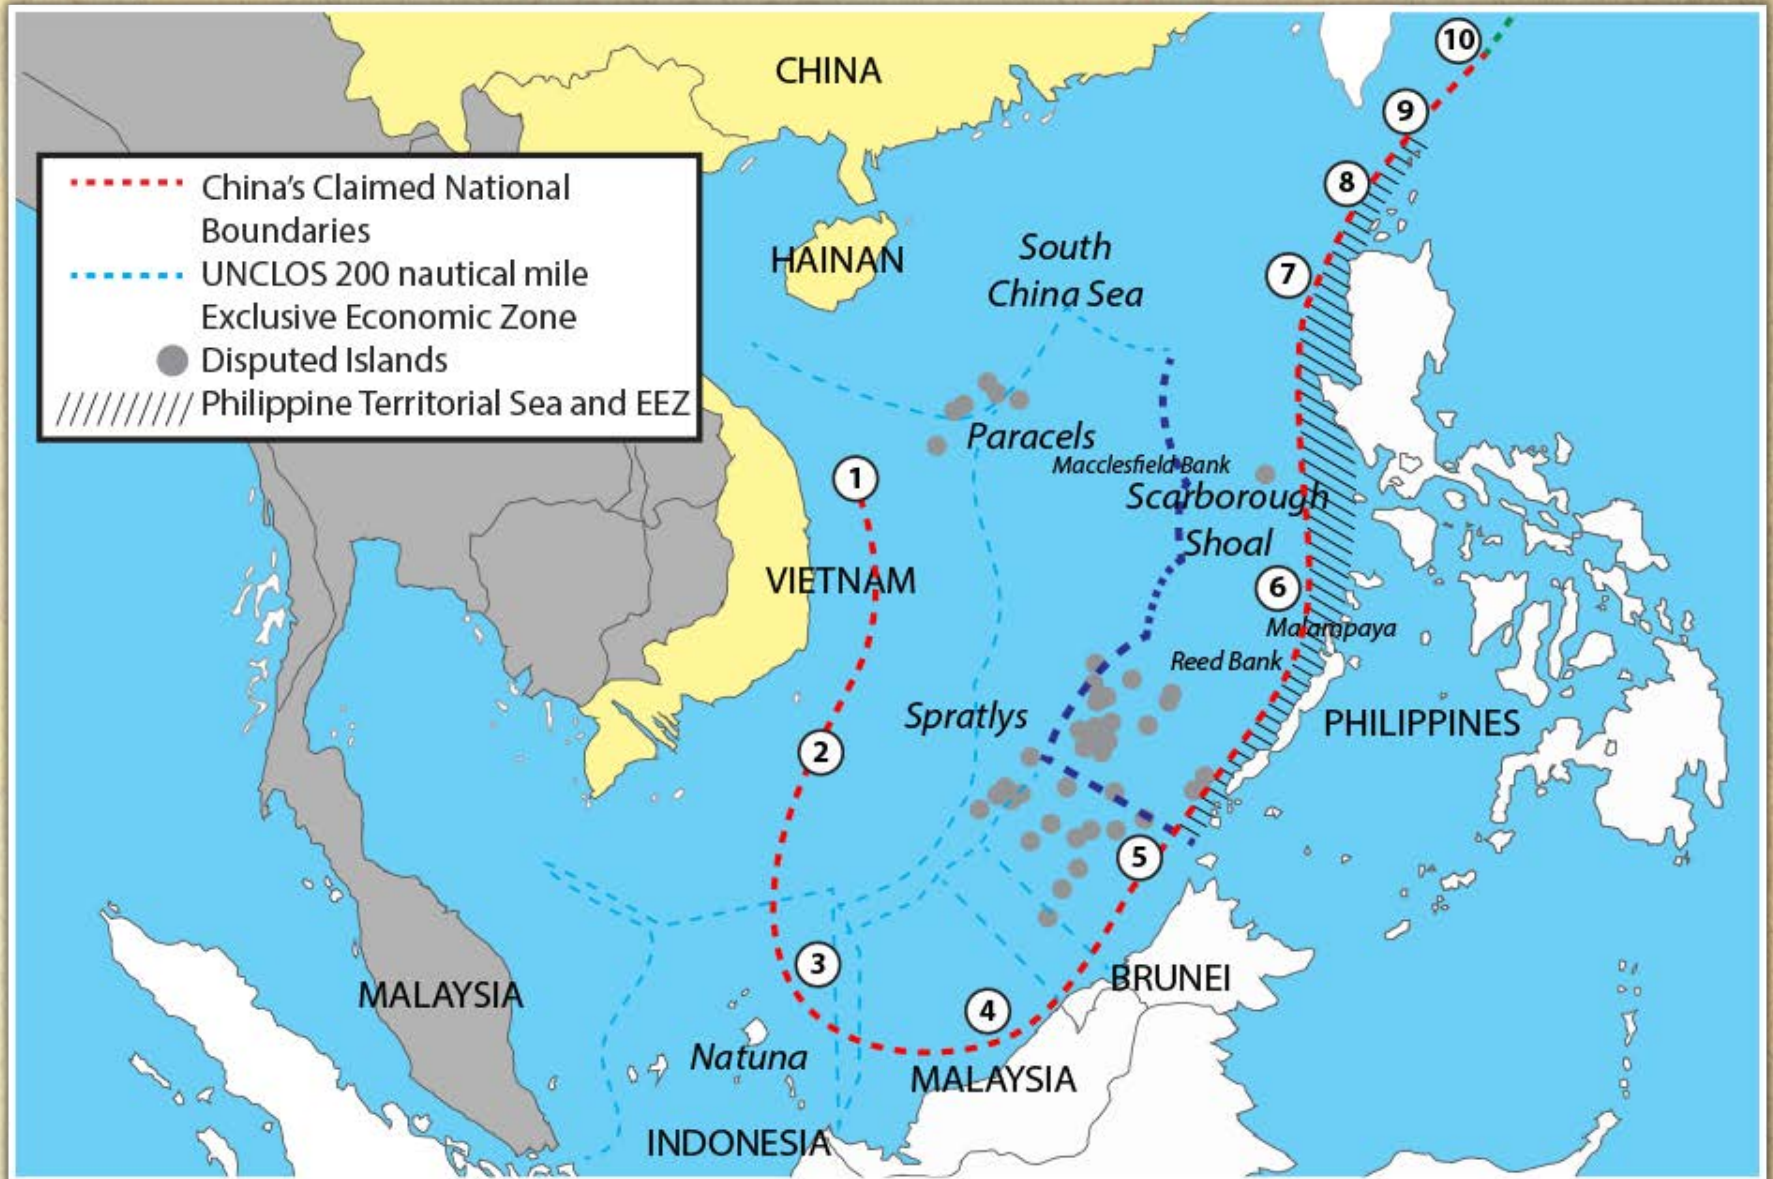 CHINA
10
9
8
China's Claimed National
Boundaries
UNCLOS 200 nautical mile
Exclusive Economic Zone
Disputed Islands
Philippine Territorial Sea and EEZ
HAINAN
South
China Sea
7
Paracels
Macclesfield Bank
1
Scarborough
Shoal
VIETNAM
6
Malampaya
Reed Bank
Spratlys
PHILIPPINES
2
5
3
BRUNEI
MALAYSIA
4
Natuna
MALAYSIA
INDONESIA